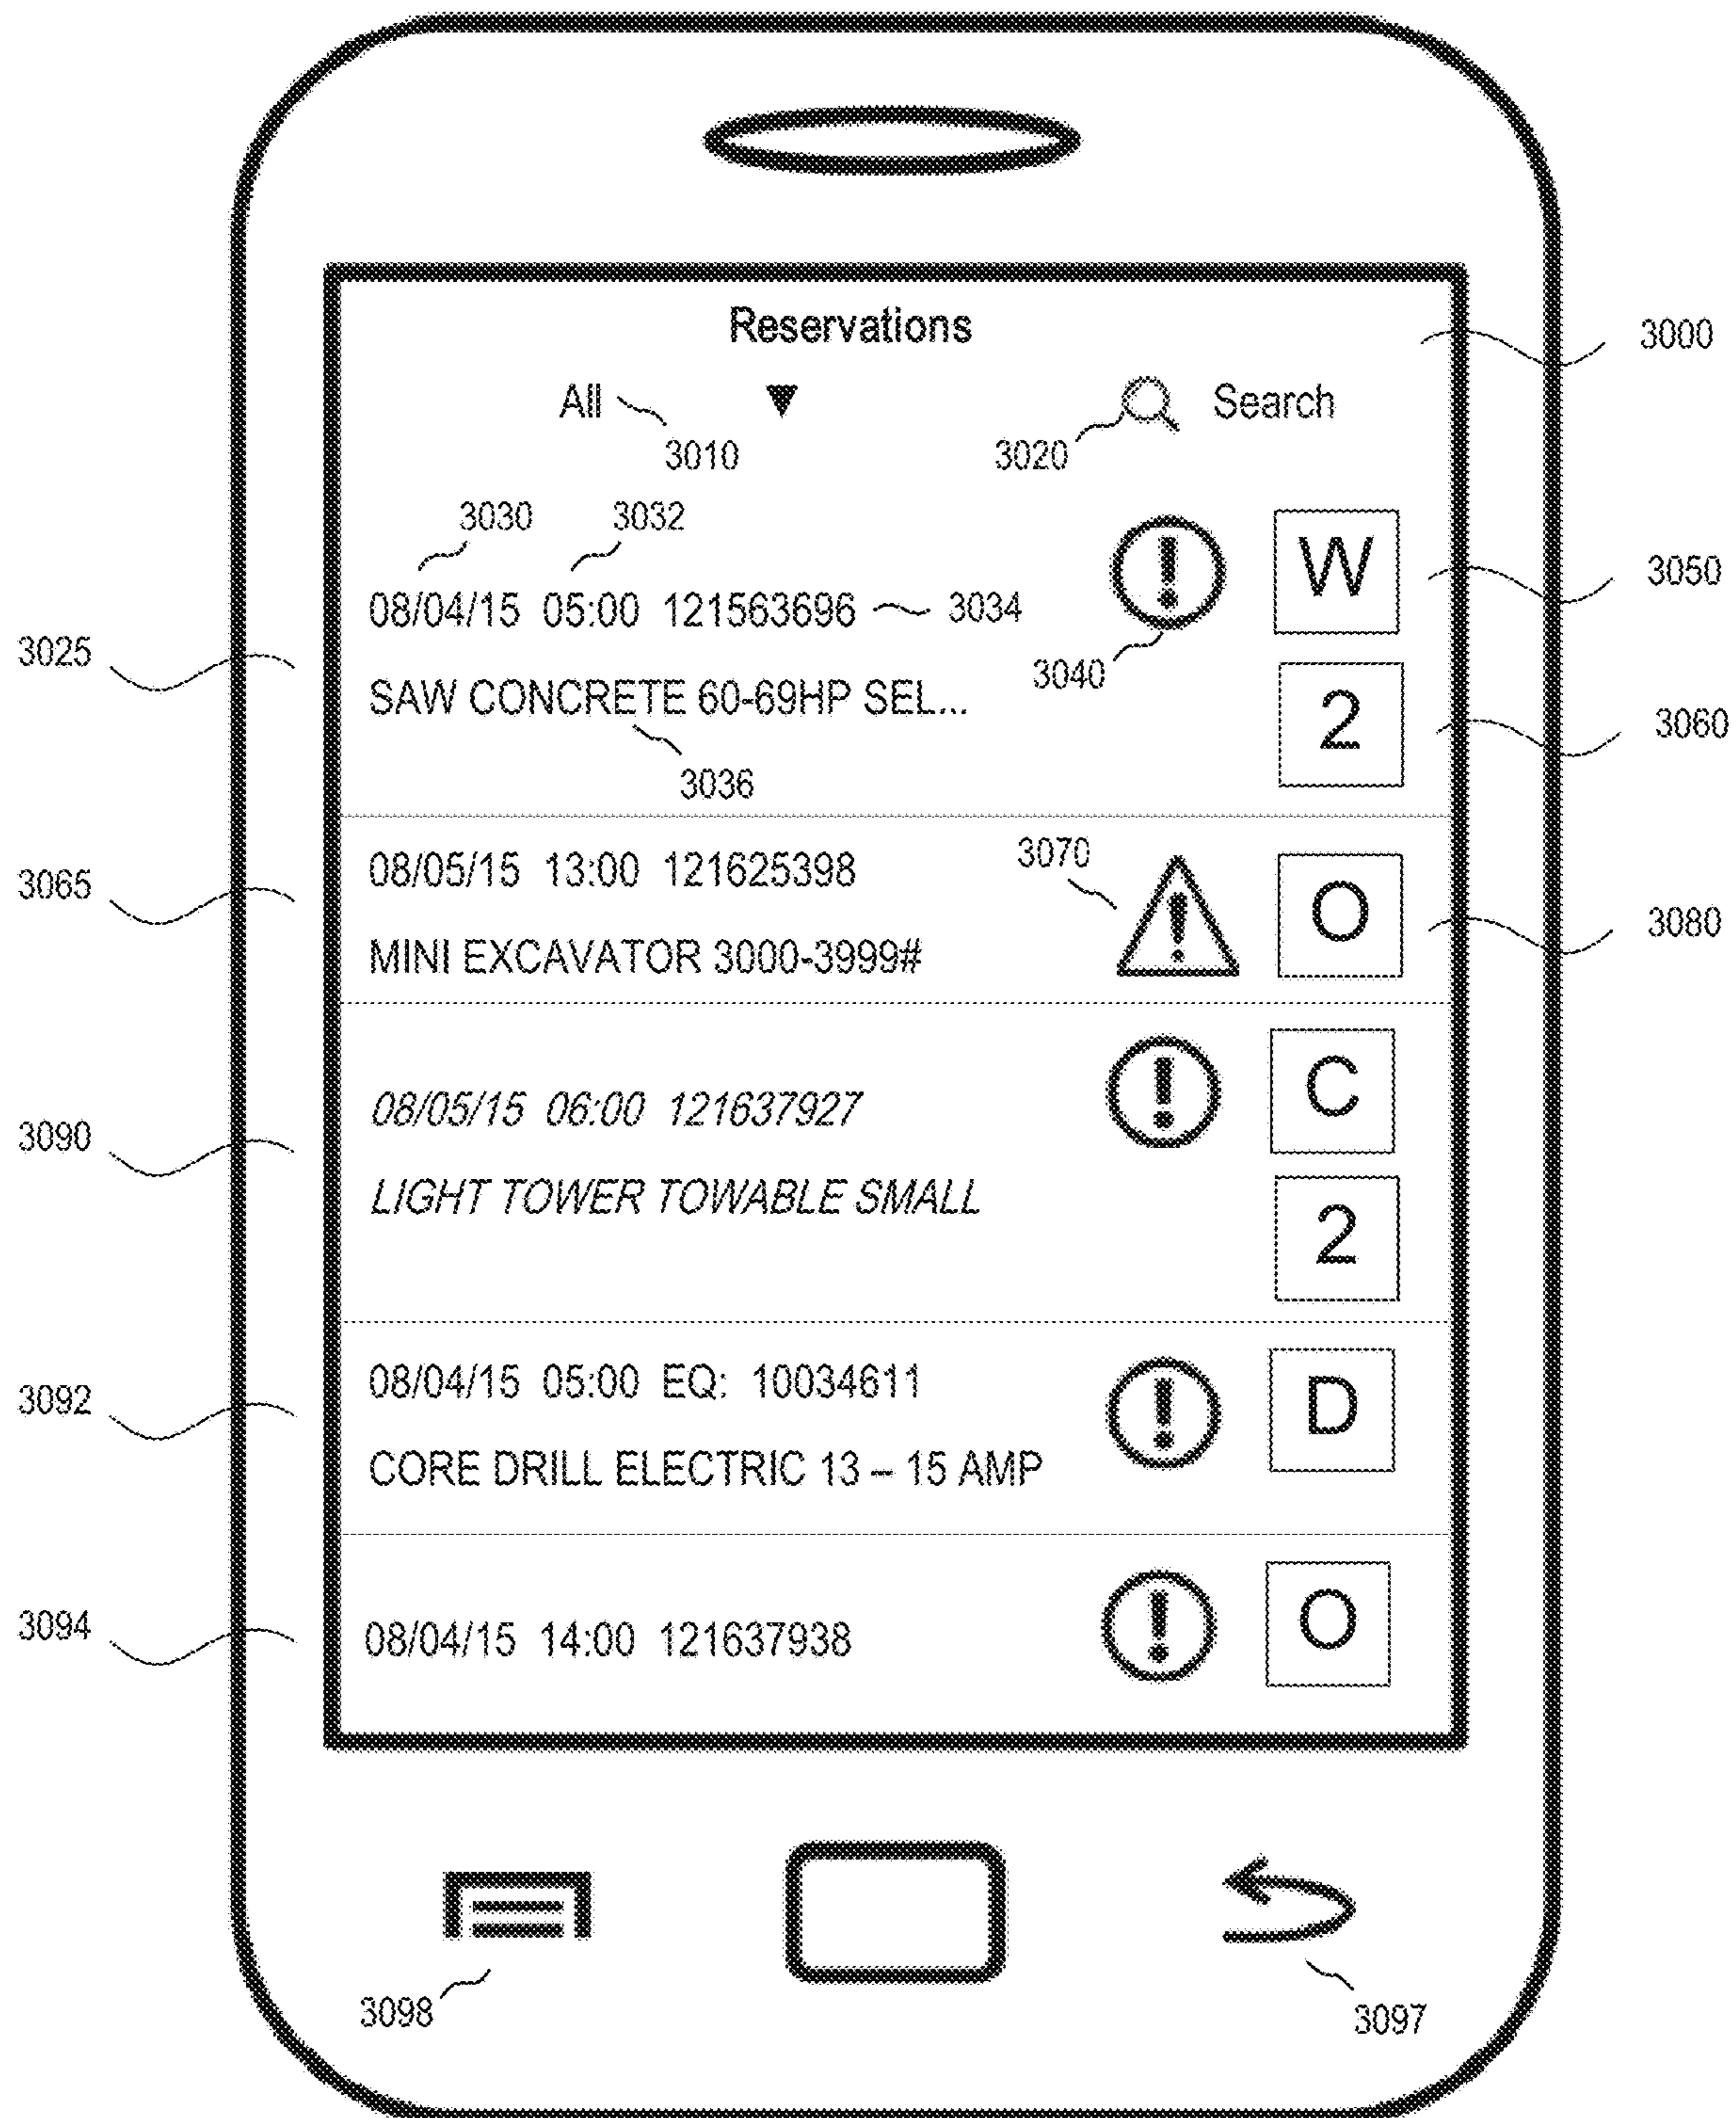 Reservations
3000
All
Search
3010
3020
3030
3032
W
3050
08/04/15 05:00 121563696
3034
3025
3040
SAW CONCRETE 60-69HP SEL...
2
3060
3036
08/05/15 13:00 121625398
3070
3065
O
3080
MINI EXCAVATOR 3000-3999#
C
08/05/15 06:00 121637927
3090
LIGHT TOWER TOWABLE SMALL
2
08/04/15 05:00 EQ: 10034611
3092
D
CORE DRILL ELECTRIC 13 – 15 AMP
3094
08/04/15 14:00 121637938
O
3098
3097